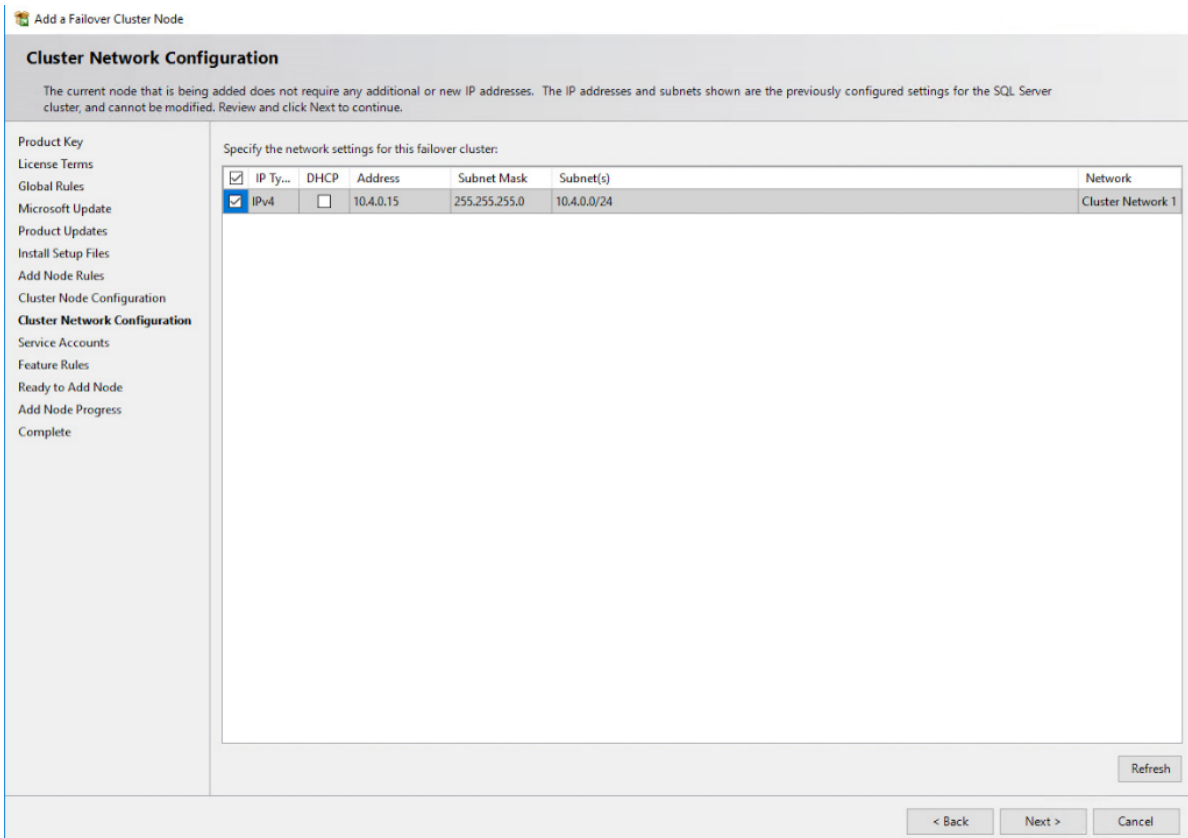 Add a Failover Cluster Node
Cluster Network Configuration
The current node that is being added does not require any additional or new IP addresses. The IP addresses and subnets shown are the previously configured settings for the SQL Server
cluster, and cannot be modified. Review and click Next to continue.
Product Key
License Terms
Global Rules
Microsoft Update
Product Updates
Install Setup Files
Add Node Rules
Cluster Node Configuration
Cluster Network Configuration
Service Accounts
Feature Rules
Ready to Add Node
Add Node Progress
Complete
Specify the network settings for this failover cluster:
IP Ty... DHCP Address Subnet Mask Subnet(s) Network
IPv4 10.4.0.15 255.255.255.0 10.4.0.0/24 Cluster Network 1
Refresh
< Back Next > Cancel